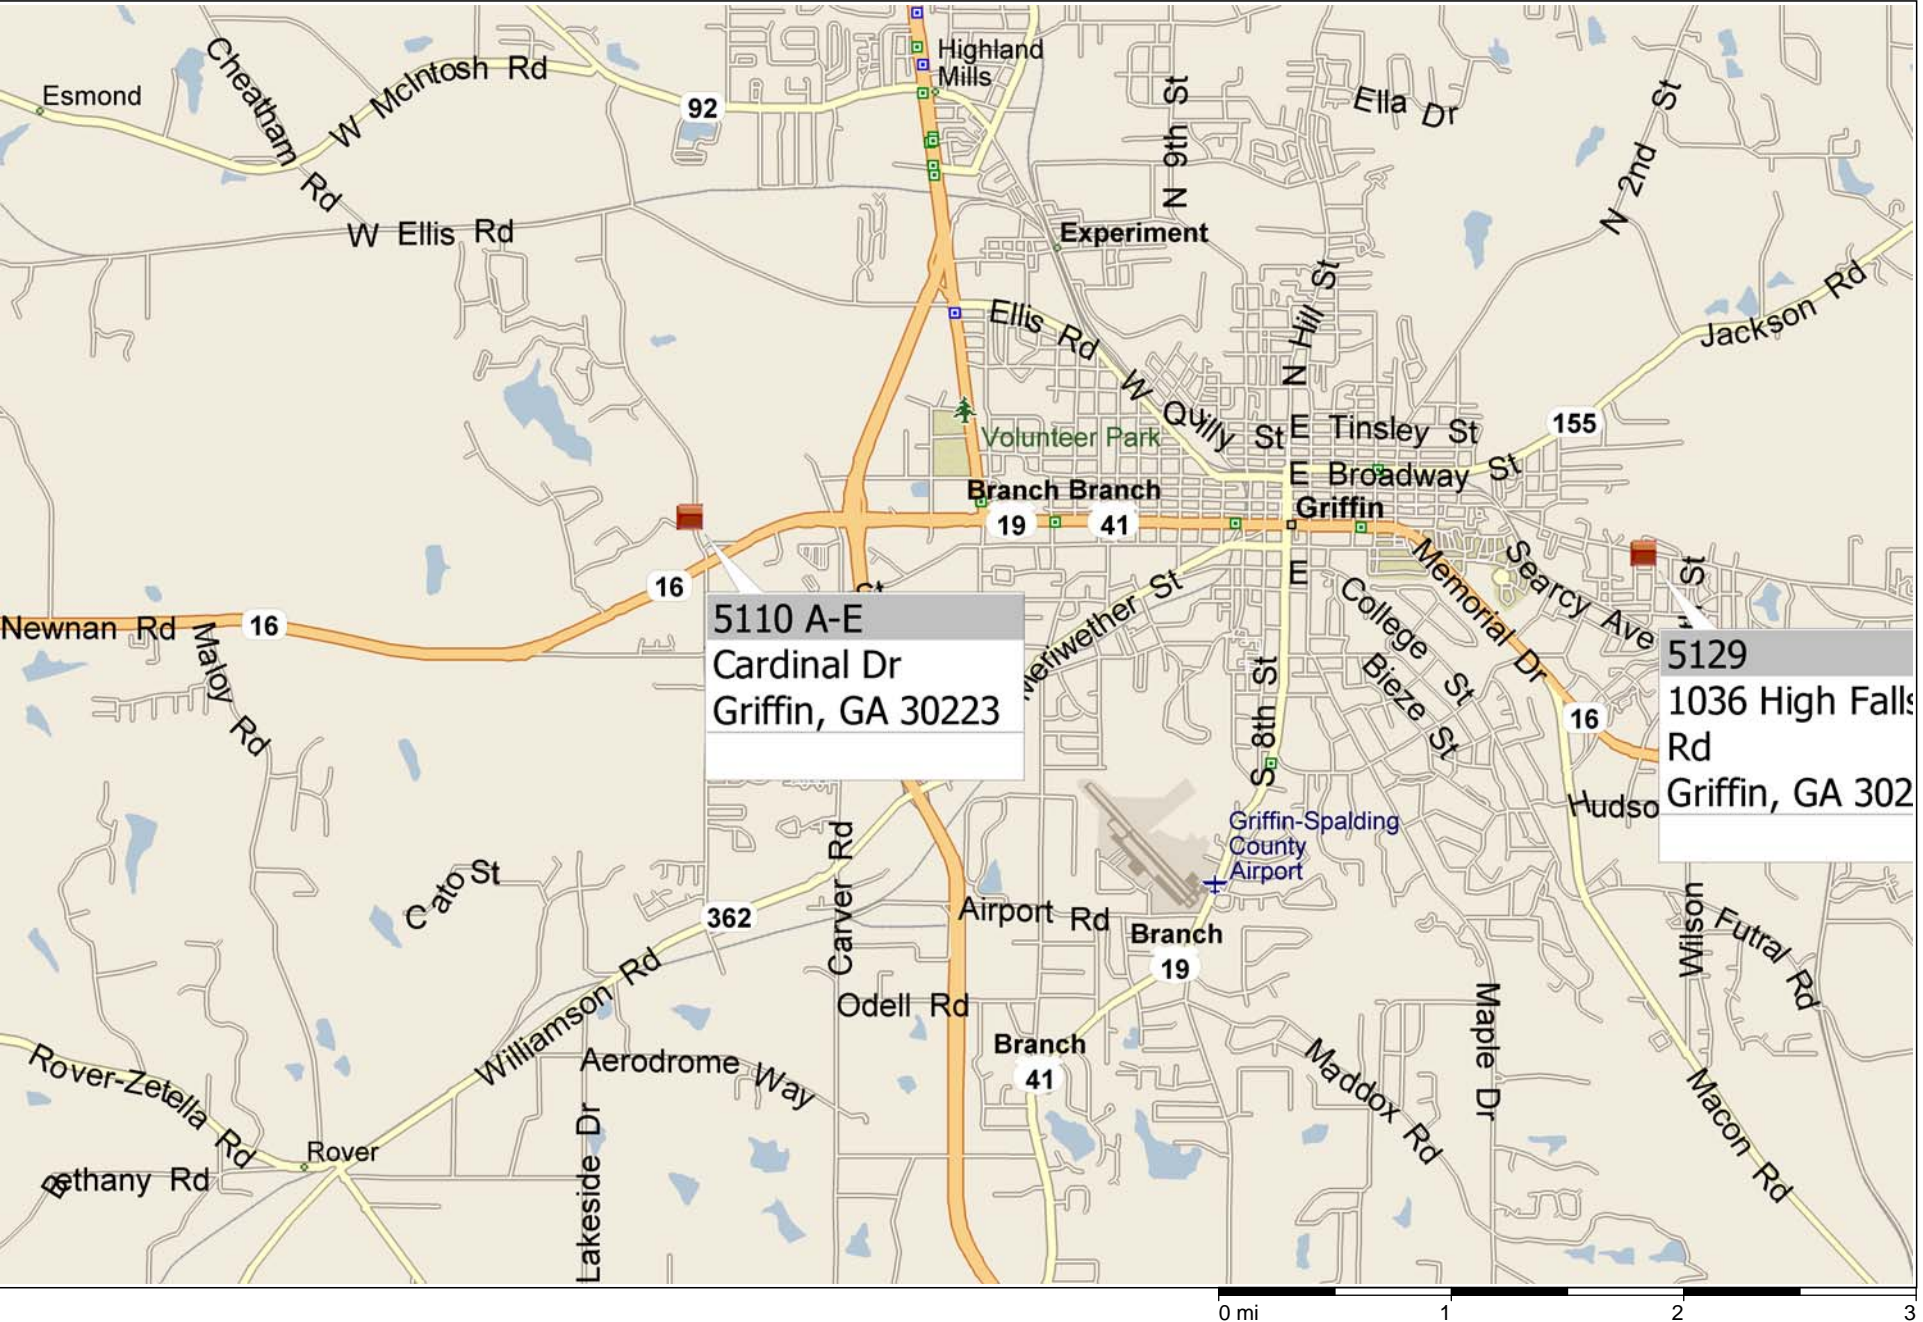 Highland
Mills
Esmond
Cheatham Rd
W McIntosh Rd
92
N 9th St
Ella Dr
N 2nd St
W Ellis Rd
Experiment
N Hill St
Jackson Rd
Ellis Rd
W Quilly St
155
Volunteer Park
E Tinsley St
E Broadway St
Branch Branch
19
41
Griffin
16
16
E
Memorial Dr
Searcy Ave
St
St
Newnan Rd
Maloy Rd
5110 A-E
Cardinal Dr
Griffin, GA 30223
Meriwether St
College St
Bieze St
S 8th St
16
5129
1036 High Falls
Rd
Griffin, GA 302
Hudso
Griffin-Spalding
County
Airport
Cato St
362
Carver Rd
Airport Rd
Branch
19
Wilson
Futral Rd
Williamson Rd
Odell Rd
Maple Dr
Branch
41
Aerodrome Way
Maddox Rd
Macon Rd
Rover-Zetella Rd
Rover
Bethany Rd
Lakeside Dr
0 mi 1 2 3